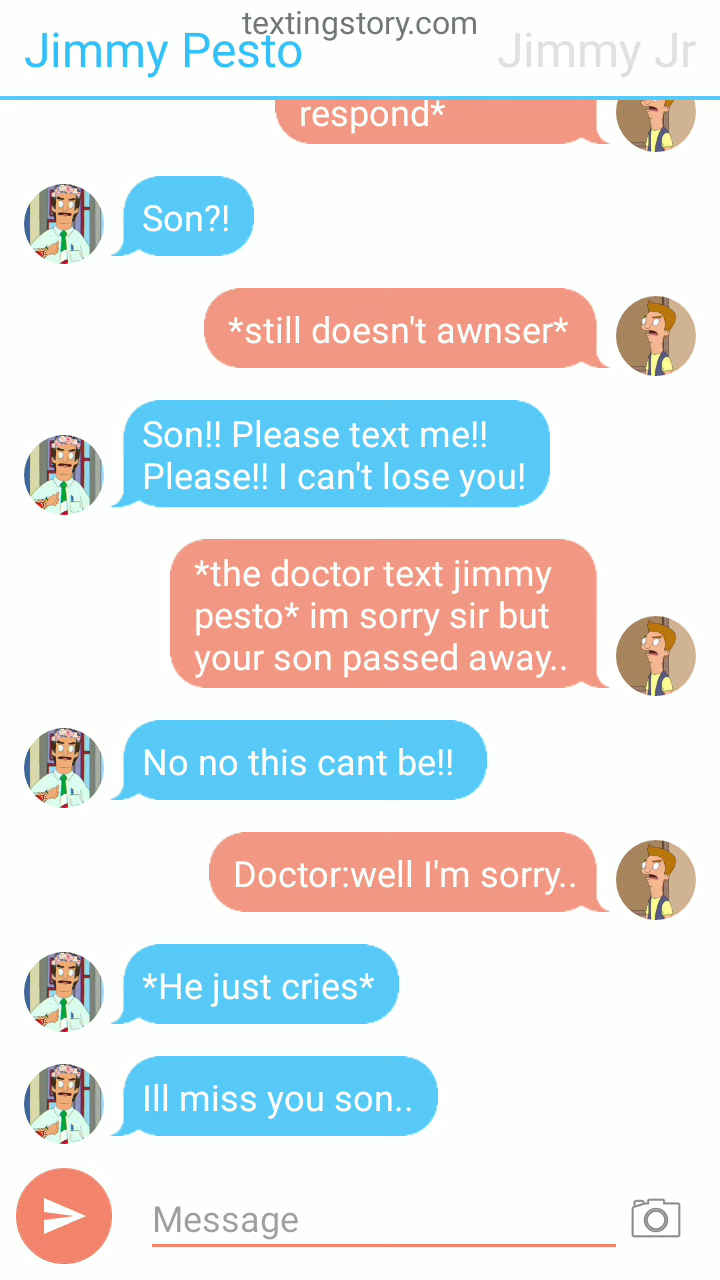 textingstory.com
Jimmy Pesto
Jimmy Jr
respond*
Son?!
*still doesn't awnser*
Son!! Please text me!!
Please!! I can't lose you!
*the doctor text jimmy
pesto* im sorry sir but
your son passed away..
No no this cant be!!
Doctor:well I'm sorry..
*He just cries*
Ill miss you son..
Message